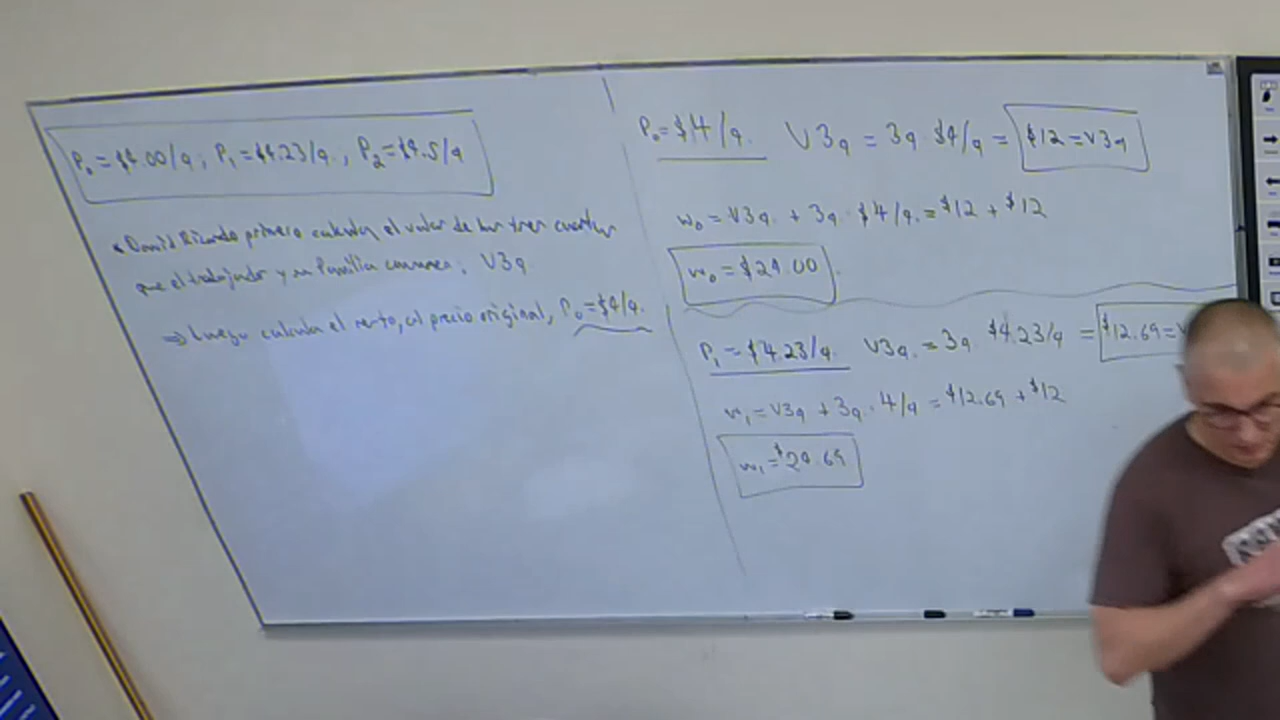 P₀ = $4.00/q ; P₁ = $4.23/q. , P₂ = $4.5/q
• David Ricardo primero calcula el valor de las tres cuartas
que el trabajador y su familia consumen: V3q
⇒ Luego calcula el resto, al precio original, P₀ = $4/q.
P₀ = $4/q. V3q = 3q $4/q = $12 = V3q
w₀ = V3q. + 3q · $4/q. = $12 + $12
w₀ = $24.00
P₁ = $4.23/q. V3q. = 3q $4.23/q = $12.69 = V
w₁ = V3q + 3q · 4/q = $12.69 + $12
w₁ = $24.69